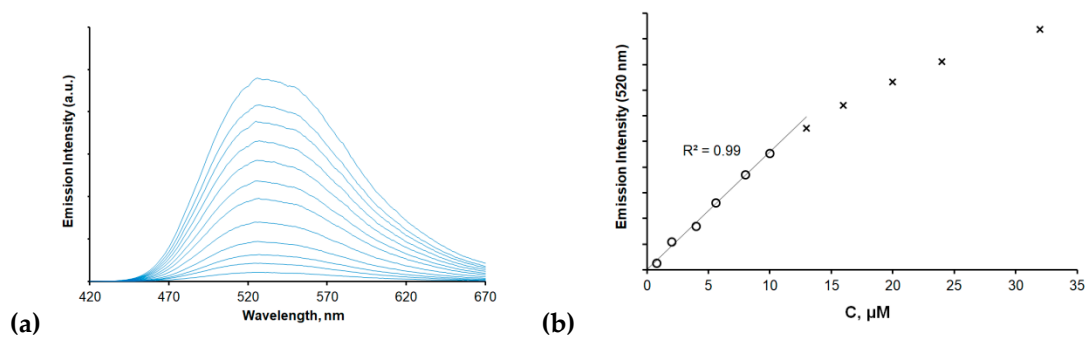 Emission Intensity (a.u.)
420 470 520 570 620 670
Wavelength, nm
(a)
Emission Intensity (520 nm)
R² = 0.99
0 5 10 15 20 25 30 35
C, µM
(b)